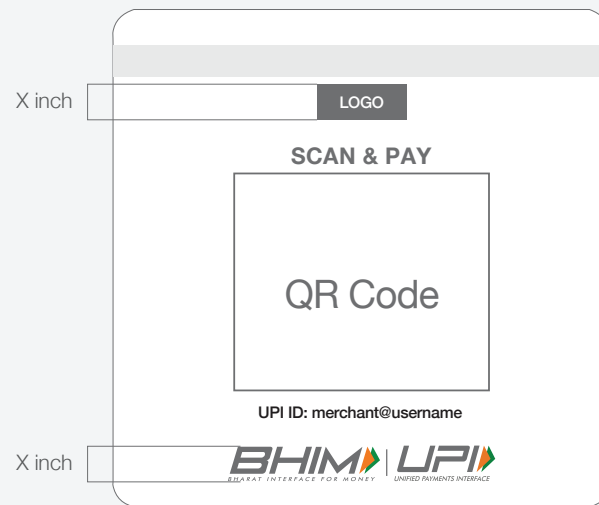 X inch
LOGO
SCAN & PAY
QR Code
UPI ID: merchant@username
X inch
BHIM | UPI
BHARAT INTERFACE FOR MONEY
UNIFIED PAYMENTS INTERFACE